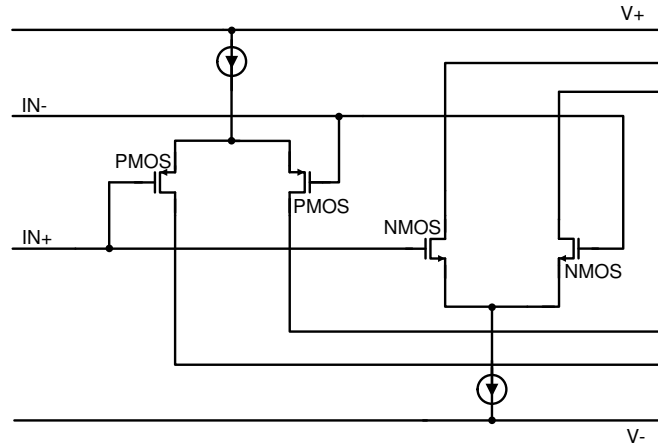 V+
IN-
PMOS
PMOS
NMOS
IN+
NMOS
V-